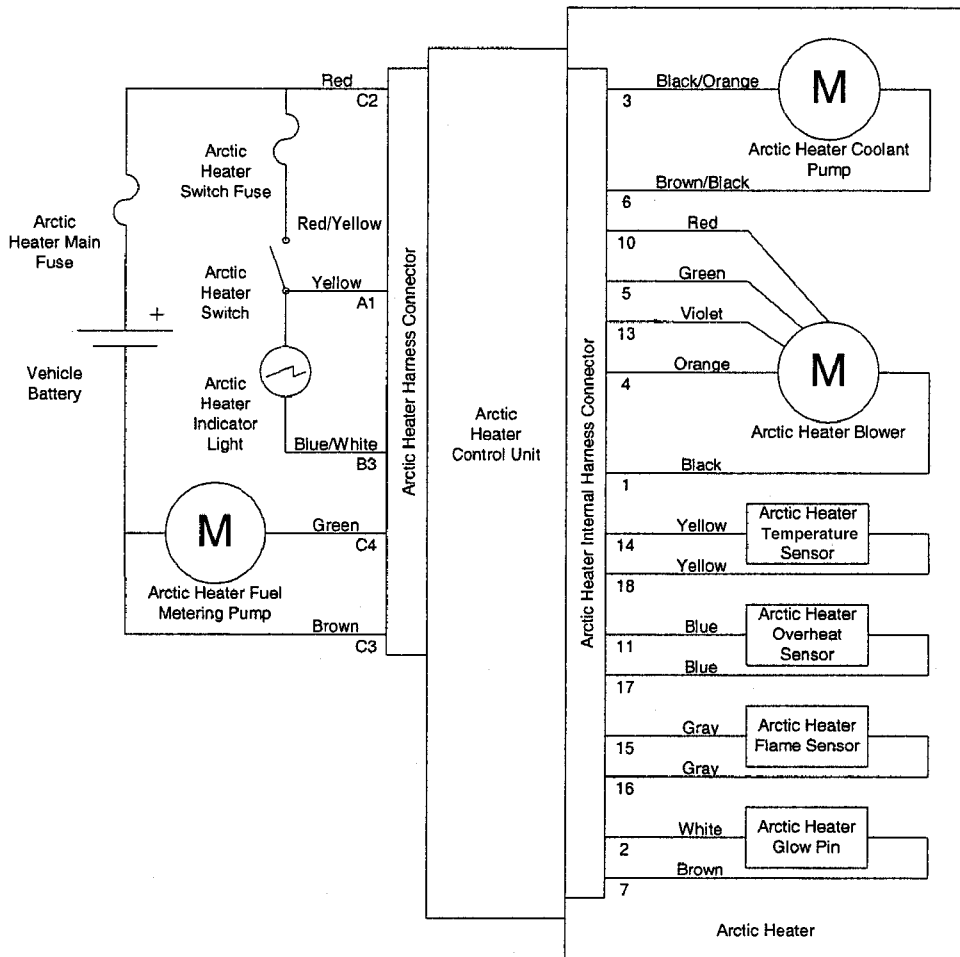 Red
C2
Arctic
Heater
Switch Fuse
Red/Yellow
Arctic
Heater Main
Fuse
Arctic
Heater
Switch
Yellow
A1
+
Vehicle
Battery
Arctic
Heater
Indicator
Light
Blue/White
B3
M
Green
C4
Arctic Heater Fuel
Metering Pump
Brown
C3
Arctic Heater Harness Connector
Arctic
Heater
Control Unit
Arctic Heater Internal Harness Connector
Black/Orange
3
M
Arctic Heater Coolant
Pump
Brown/Black
6
Red
10
Green
5
Violet
13
Orange
4
M
Arctic Heater Blower
Black
1
Yellow
14
Arctic Heater
Temperature
Sensor
Yellow
18
Blue
11
Arctic Heater
Overheat
Sensor
Blue
17
Gray
15
Arctic Heater
Flame Sensor
Gray
16
White
2
Arctic Heater
Glow Pin
Brown
7
Arctic Heater